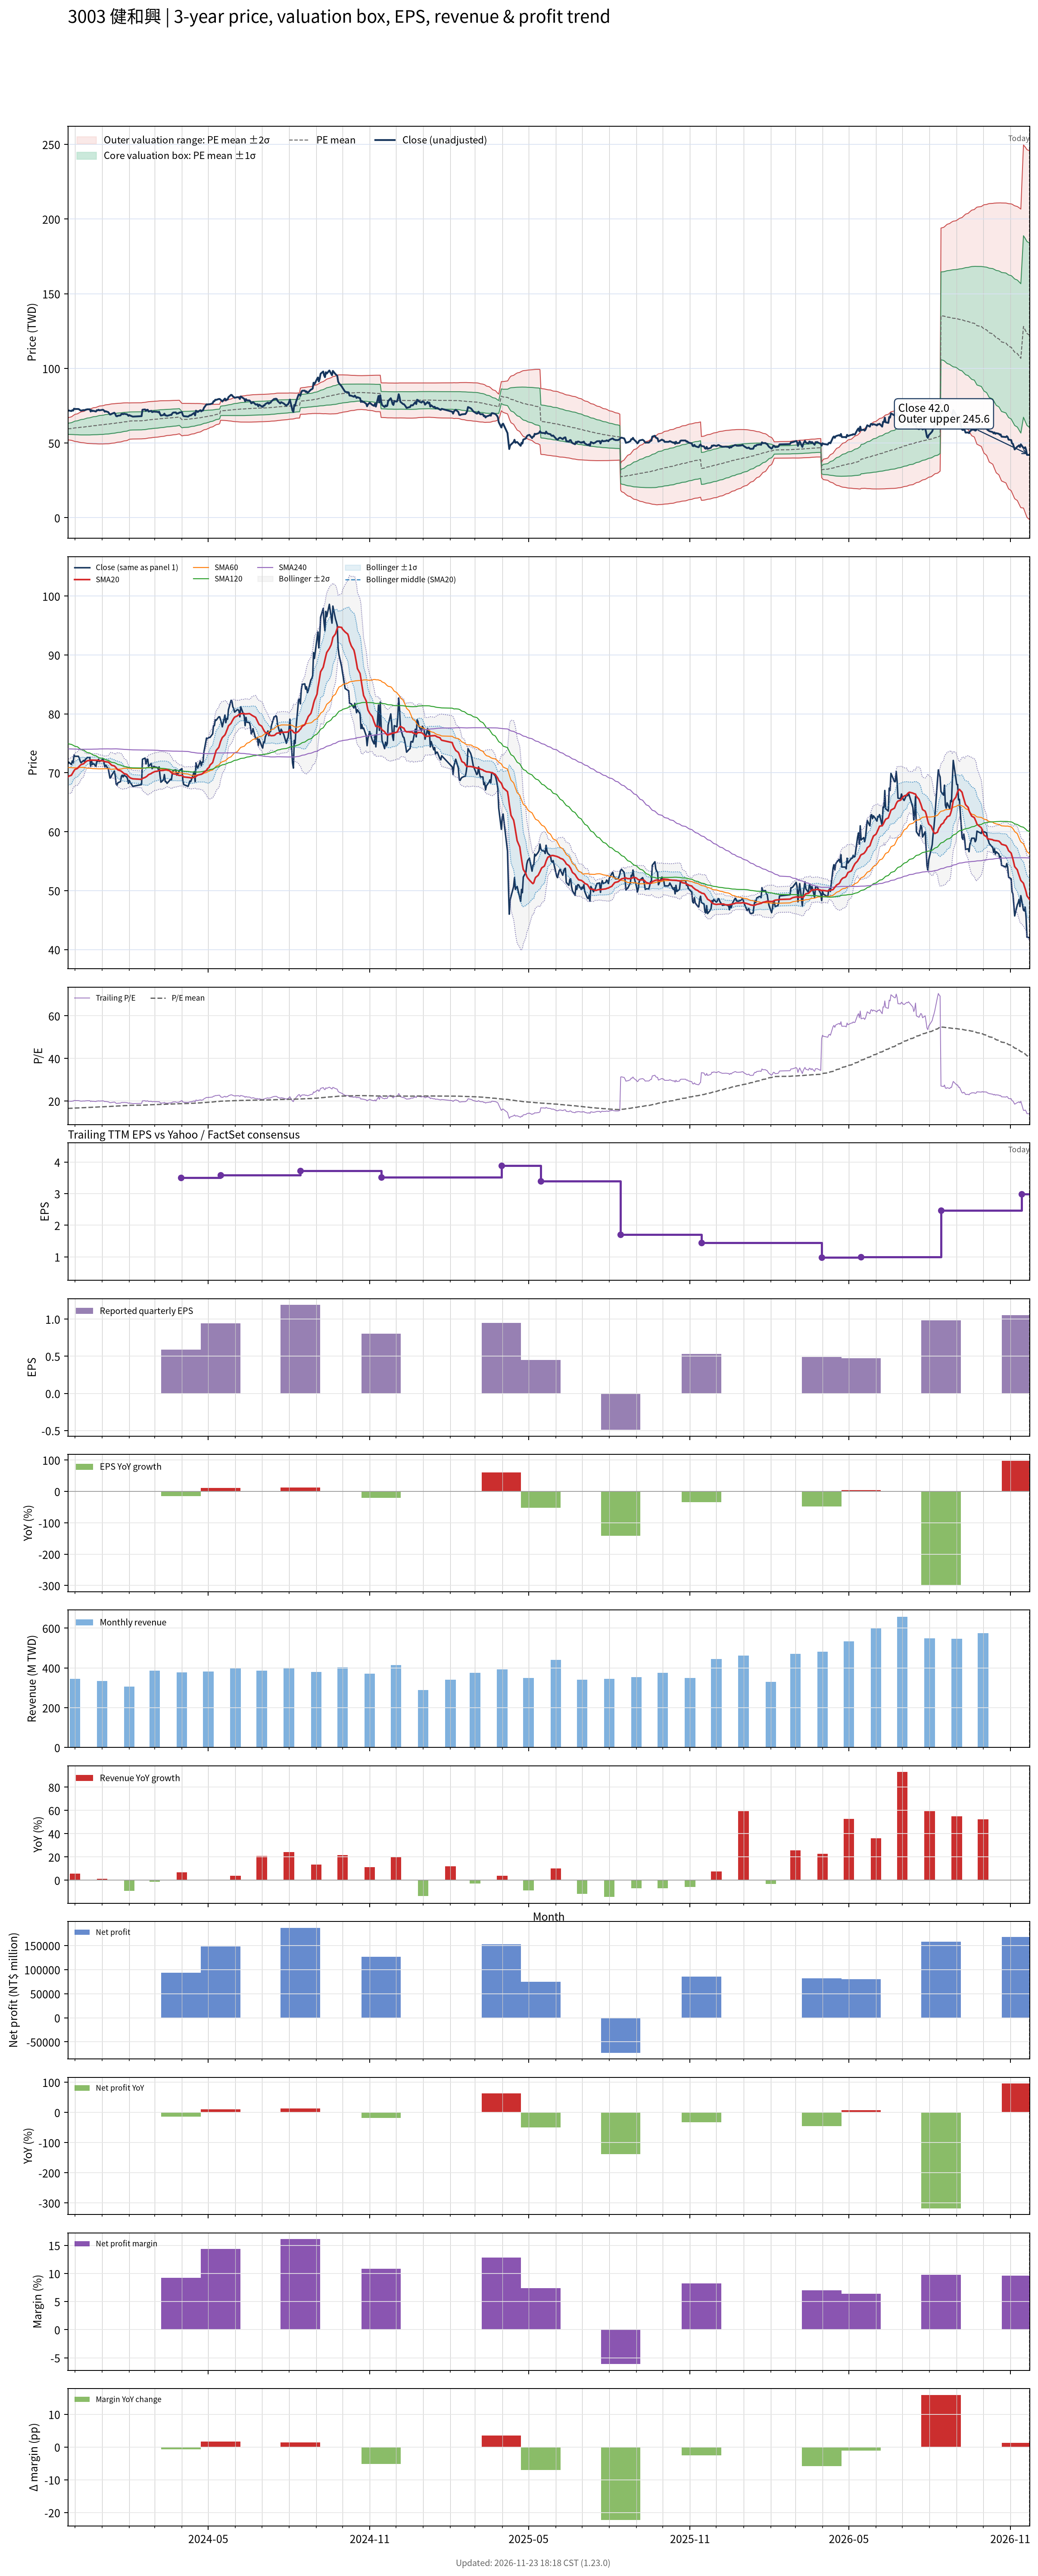 3003 健和興 | 3-year price, valuation box, EPS, revenue & profit trend
Outer valuation range: PE mean ±2σ
PE mean
Close (unadjusted)
Core valuation box: PE mean ±1σ
Today
250
200
150
100
50
0
Price (TWD)
Close 42.0
Outer upper 245.6
Close (same as panel 1)
SMA60
SMA240
Bollinger ±1σ
SMA20
SMA120
Bollinger ±2σ
Bollinger middle (SMA20)
100
90
80
70
60
50
40
Price
Trailing P/E
P/E mean
60
40
20
P/E
Trailing TTM EPS vs Yahoo / FactSet consensus
Today
4
3
2
1
EPS
Reported quarterly EPS
1.0
0.5
0.0
-0.5
EPS
EPS YoY growth
100
0
-100
-200
-300
YoY (%)
Monthly revenue
600
400
200
0
Revenue (M TWD)
Revenue YoY growth
80
60
40
20
0
YoY (%)
Month
Net profit
150000
100000
50000
0
-50000
Net profit (NT$ million)
Net profit YoY
100
0
-100
-200
-300
YoY (%)
Net profit margin
15
10
5
0
-5
Margin (%)
Margin YoY change
10
0
-10
-20
Δ margin (pp)
2024-05
2024-11
2025-05
2025-11
2026-05
2026-11
Updated: 2026-11-23 18:18 CST (1.23.0)